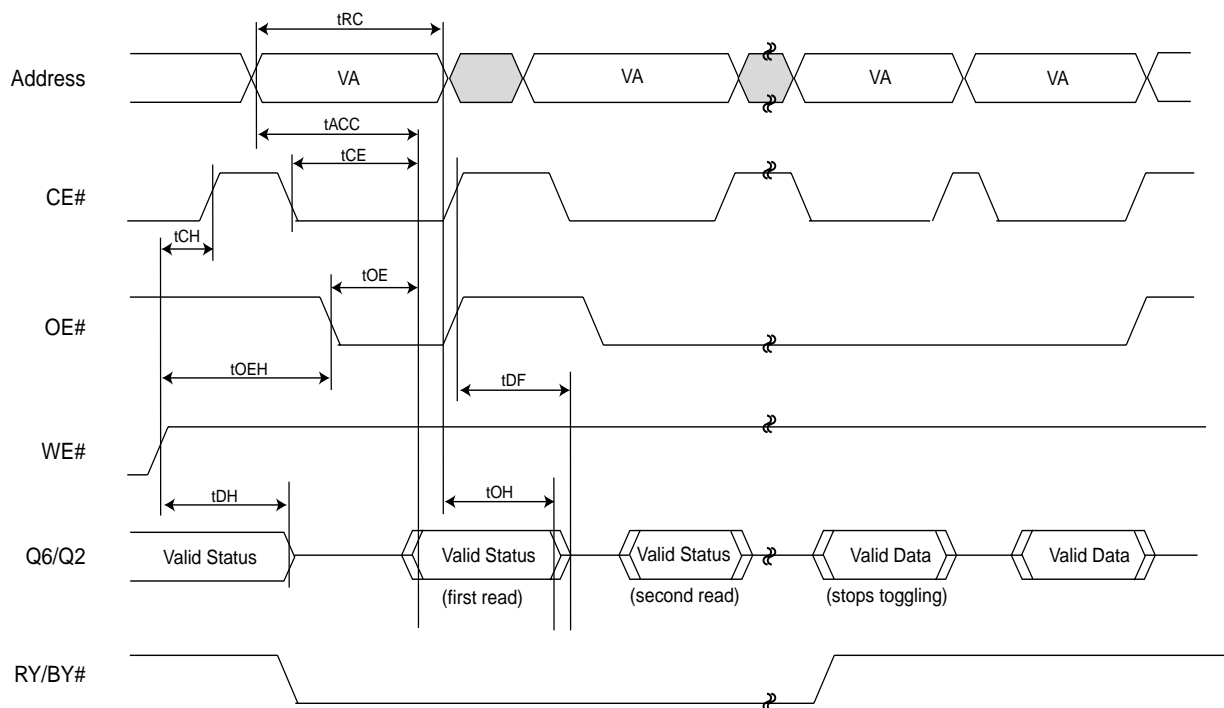 tRC
Address
VA
VA
VA
VA
tACC
tCE
CE#
tCH
tOE
OE#
tOEH
tDF
WE#
tDH
tOH
Q6/Q2
Valid Status
Valid Status
Valid Status
Valid Data
Valid Data
(first read)
(second read)
(stops toggling)
RY/BY#